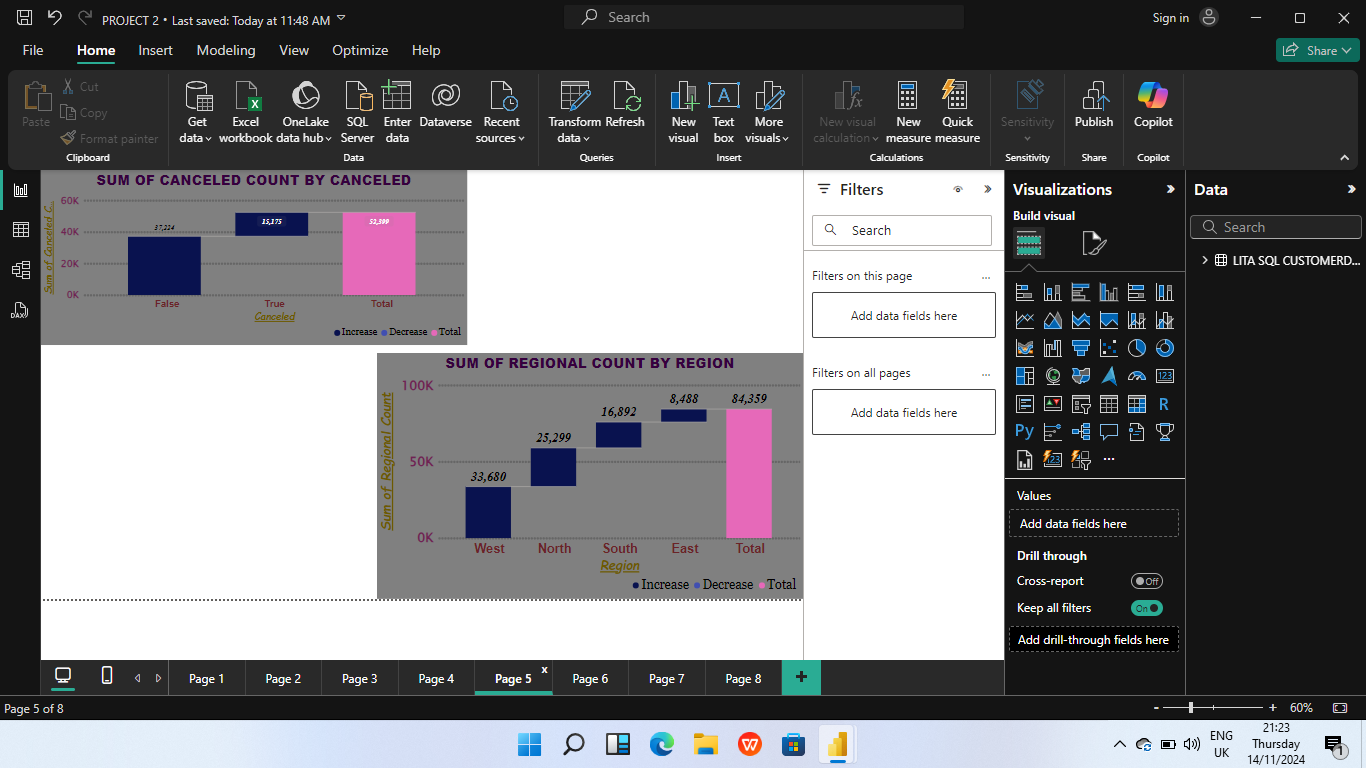 PROJECT 2 • Last saved: Today at 11:48 AM
Search
Sign in
File Home Insert Modeling View Optimize Help
Share
Paste
Cut
Copy
Format painter
Clipboard
Get data
Excel workbook
OneLake data hub
SQL Server
Enter data
Dataverse
Recent sources
Data
Transform data
Refresh
Queries
New visual
Text box
More visuals
Insert
New visual calculation
New measure
Quick measure
Calculations
Sensitivity
Sensitivity
Publish
Share
Copilot
Copilot
SUM OF CANCELED COUNT BY CANCELED
Sum of Canceled C...
60K
40K
20K
0K
37,224
15,175
52,399
False True Total
Canceled
Increase Decrease Total
SUM OF REGIONAL COUNT BY REGION
Sum of Regional Count
100K
50K
0K
33,680
25,299
16,892
8,488
84,359
West North South East Total
Region
Increase Decrease Total
Filters
Search
Filters on this page
...
Add data fields here
Filters on all pages
...
Add data fields here
Visualizations
Build visual
123
R
Py
123
...
Values
Add data fields here
Drill through
Cross-report
Off
Keep all filters
On
Add drill-through fields here
Data
Search
LITA SQL CUSTOMERD...
Page 1 Page 2 Page 3 Page 4 Page 5 x Page 6 Page 7 Page 8 +
Page 5 of 8
- + 60%
ENG
UK
21:23
Thursday
14/11/2024
1